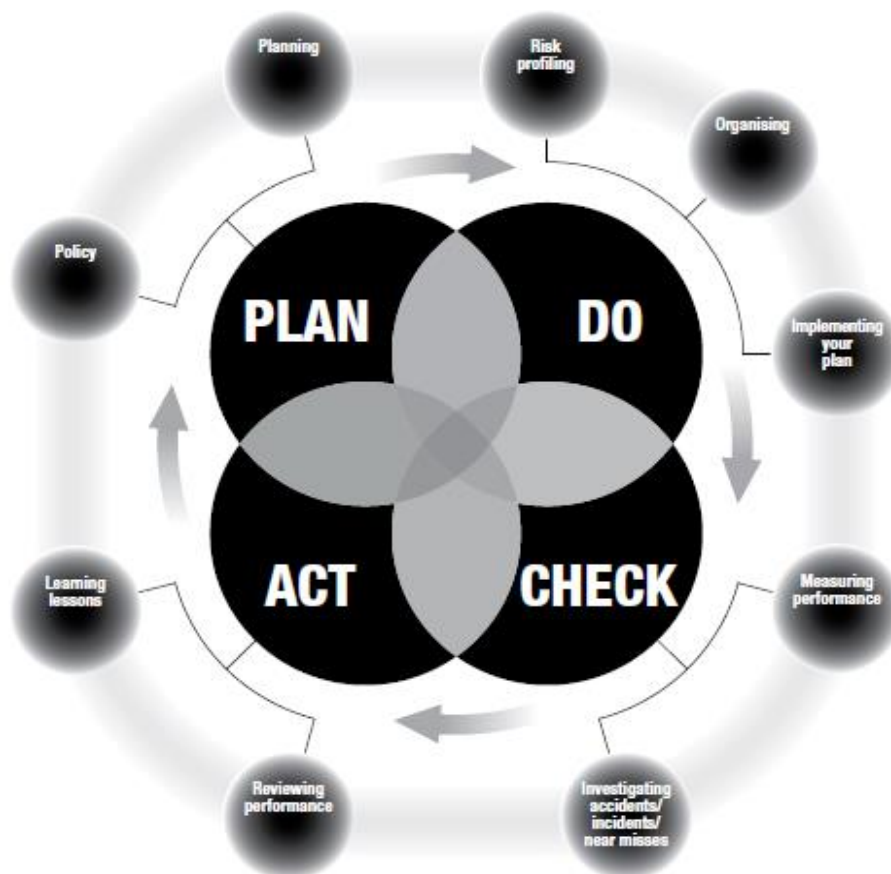 Planning
Risk
profiling
Organising
Policy
PLAN
DO
Implementing
your
plan
ACT
CHECK
Learning
lessons
Measuring
performance
Reviewing
performance
Investigating
accidents/
incidents/
near misses